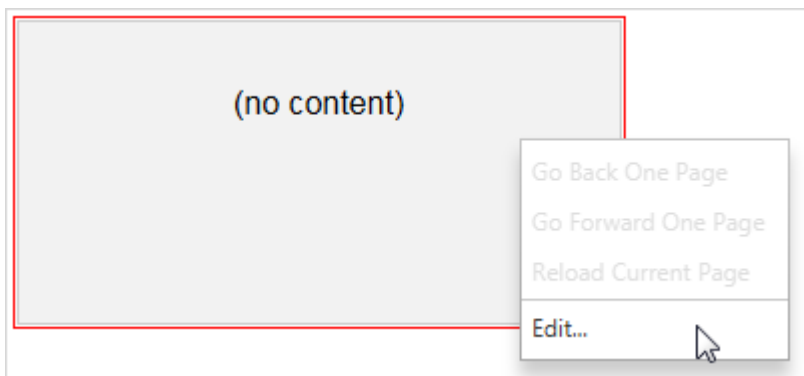 (no content)
Go Back One Page
Go Forward One Page
Reload Current Page
Edit...